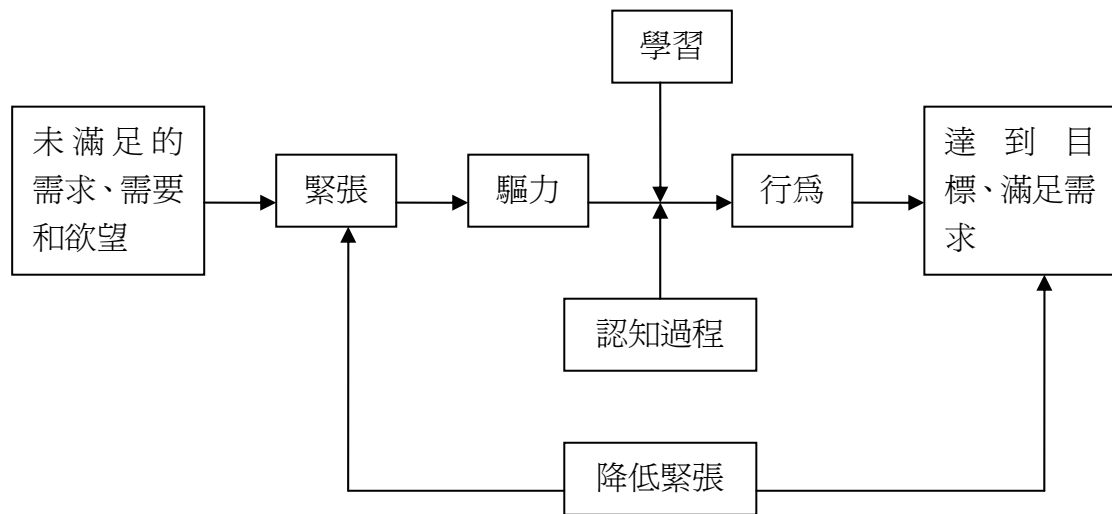 學習
未滿足的
需求、需要
和欲望
緊張
驅力
行爲
達到目
標、滿足需
求
認知過程
降低緊張